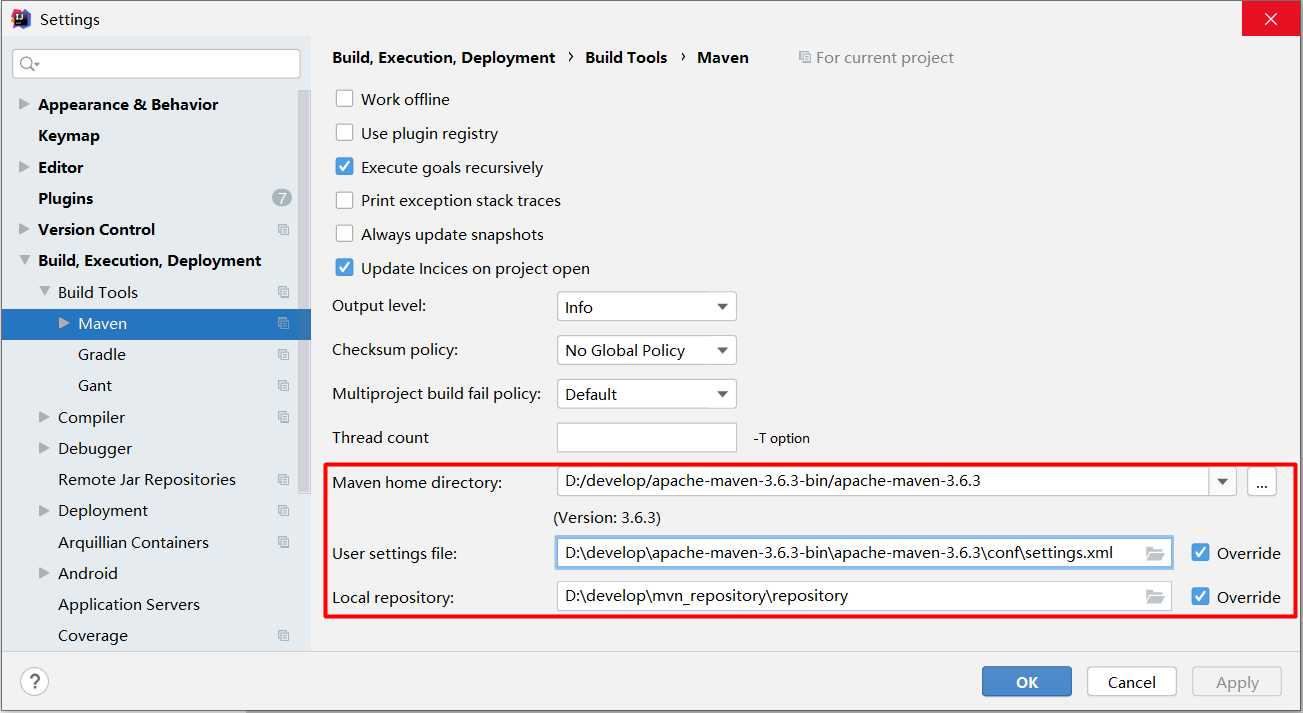 Settings
Build, Execution, Deployment › Build Tools › Maven For current project
Appearance & Behavior
Keymap
Editor
Plugins 7
Version Control
Build, Execution, Deployment
Build Tools
Maven
Gradle
Gant
Compiler
Debugger
Remote Jar Repositories
Deployment
Arquillian Containers
Android
Application Servers
Coverage
Work offline
Use plugin registry
Execute goals recursively
Print exception stack traces
Always update snapshots
Update Incices on project open
Output level: Info
Checksum policy: No Global Policy
Multiproject build fail policy: Default
Thread count -T option
Maven home directory: D:/develop/apache-maven-3.6.3-bin/apache-maven-3.6.3 ...
(Version: 3.6.3)
User settings file: D:\develop\apache-maven-3.6.3-bin\apache-maven-3.6.3\conf\settings.xml Override
Local repository: D:\develop\mvn_repository\repository Override
? OK Cancel Apply